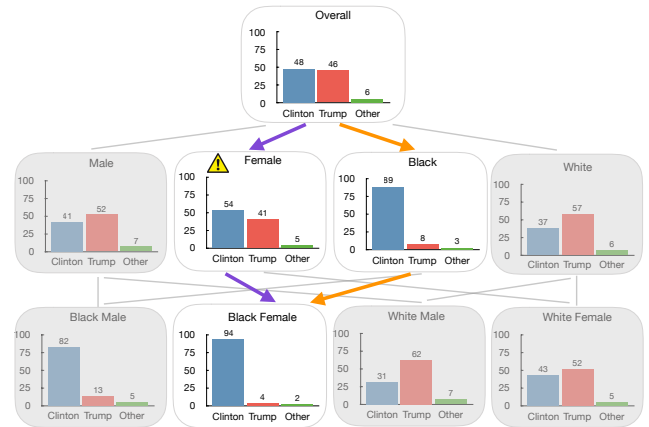 Overall
100
75
50
25
0
48 46 6
Clinton Trump Other
Male
100
75
50
25
0
41 52 7
Clinton Trump Other
Female
100
75
50
25
0
54 41 5
Clinton Trump Other
Black
100
75
50
25
0
89 8 3
Clinton Trump Other
White
100
75
50
25
0
37 57 6
Clinton Trump Other
Black Male
100
75
50
25
0
82 13 5
Clinton Trump Other
Black Female
100
75
50
25
0
94 4 2
Clinton Trump Other
White Male
100
75
50
25
0
31 62 7
Clinton Trump Other
White Female
100
75
50
25
0
43 52 5
Clinton Trump Other